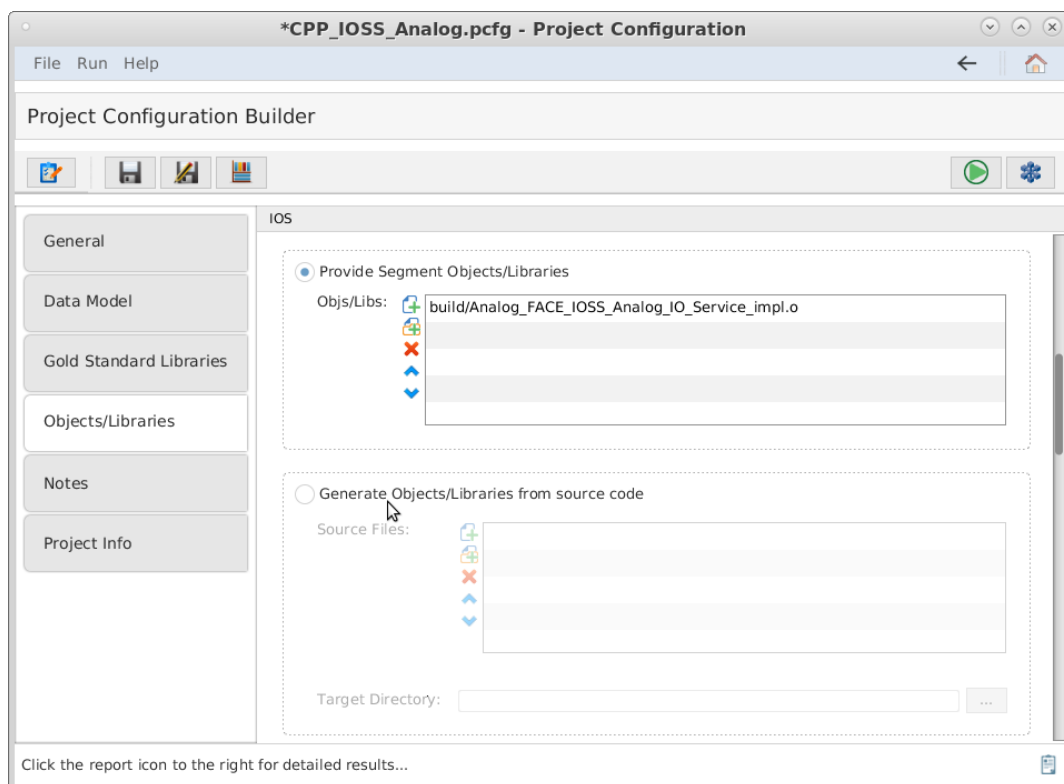 *CPP_IOSS_Analog.pcfg - Project Configuration
File Run Help
Project Configuration Builder
General
Data Model
Gold Standard Libraries
Objects/Libraries
Notes
Project Info
IOS
Provide Segment Objects/Libraries
Objs/Libs:
build/Analog_FACE_IOSS_Analog_IO_Service_impl.o
Generate Objects/Libraries from source code
Source Files:
Target Directory:
...
Click the report icon to the right for detailed results...